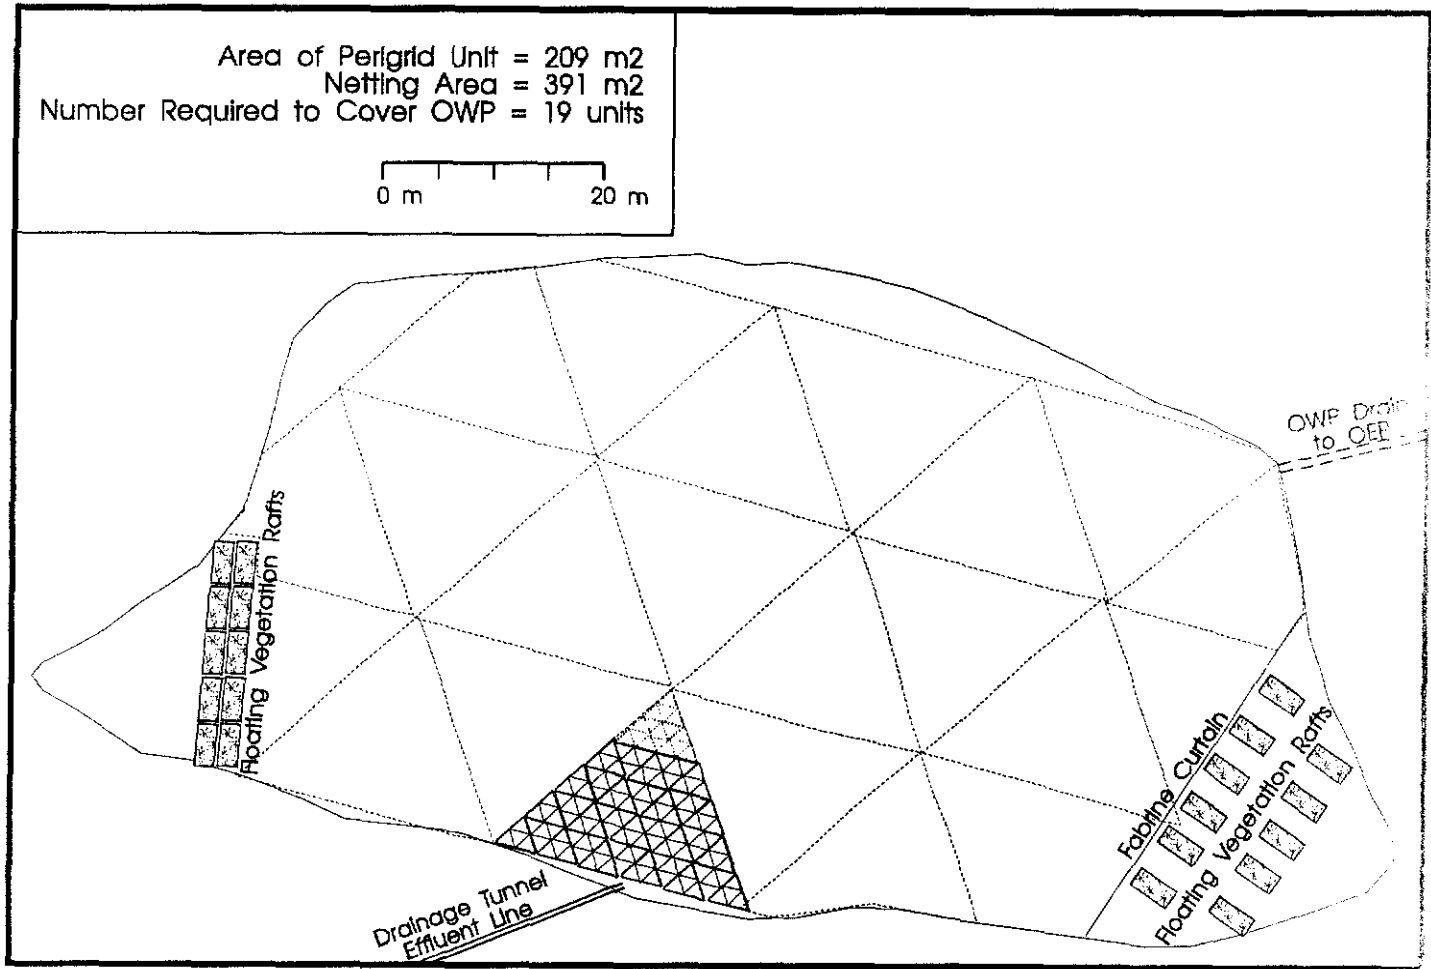 Area of Perigrid Unit = 209 m2
Netting Area = 391 m2
Number Required to Cover OWP = 19 units
0 m 20 m
OWP Drain
to OEP
Floating Vegetation Rafts
Fabrine Curtain
Floating Vegetation Rafts
Drainage Tunnel
Effluent Line